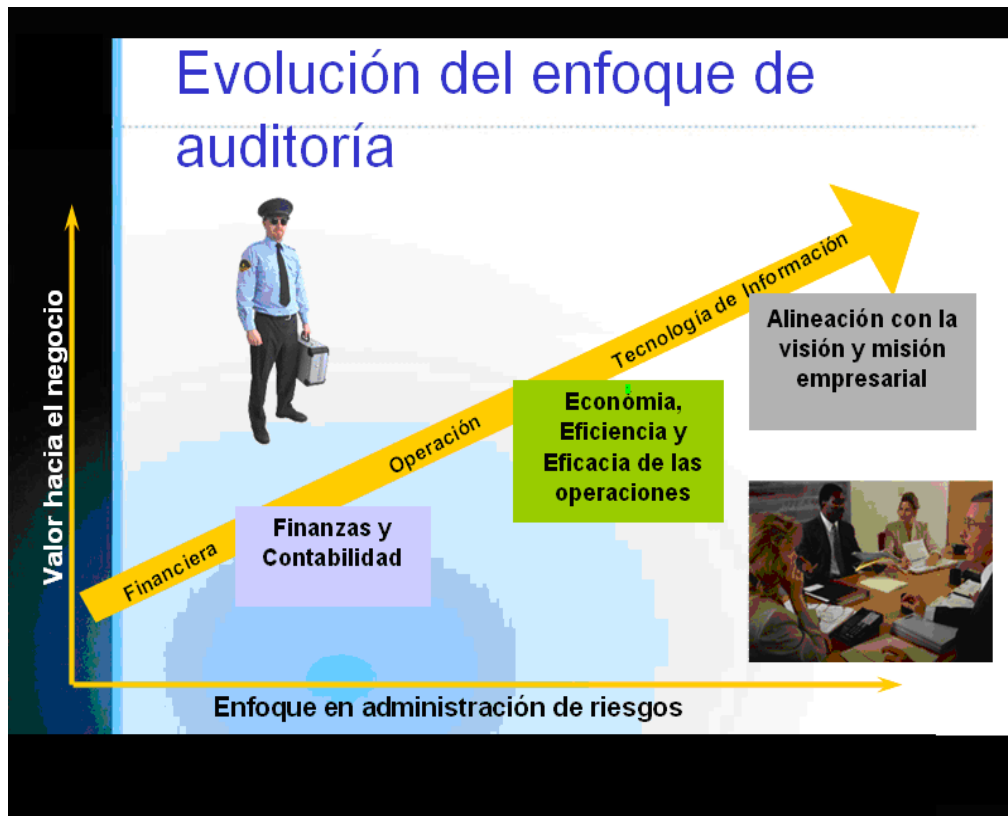 Evolución del enfoque de
auditoría
Valor hacia el negocio
Tecnología de Información
Alineación con la
visión y misión
empresarial
Operación
Economia,
Eficiencia y
Eficacia de las
operaciones
Financiera
Finanzas y
Contabilidad
Enfoque en administración de riesgos